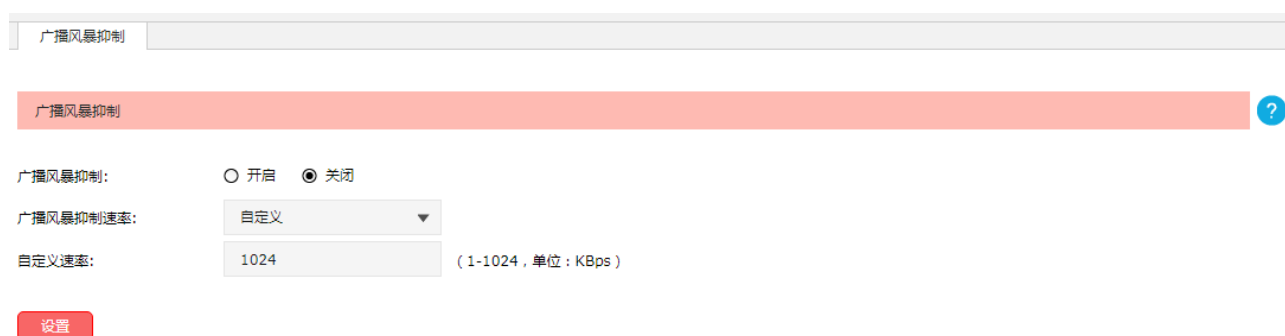 广播风暴抑制
广播风暴抑制
?
广播风暴抑制: 开启 关闭
广播风暴抑制速率: 自定义
自定义速率: 1024 (1-1024，单位：KBps)
设置